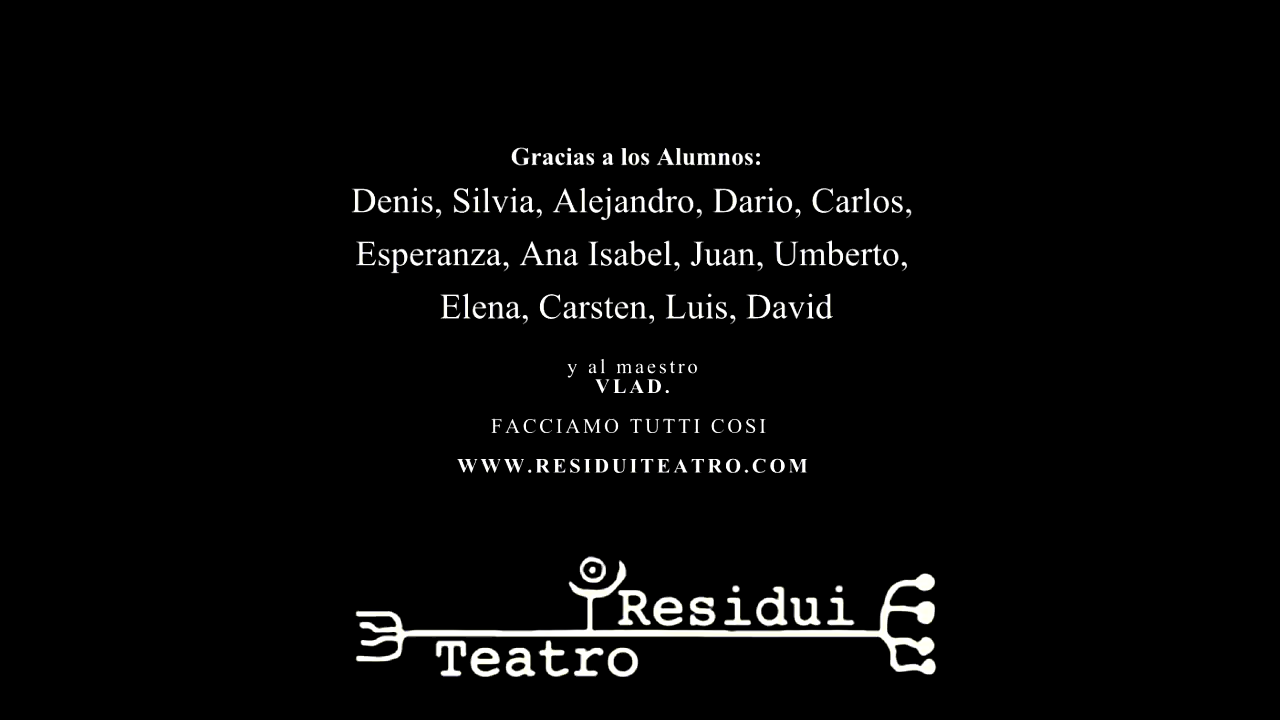 Gracias a los Alumnos:
Denis, Silvia, Alejandro, Dario, Carlos,
Esperanza, Ana Isabel, Juan, Umberto,
Elena, Carsten, Luis, David
y al maestro
VLAD.
FACCIAMO TUTTI COSI
WWW.RESIDUITEATRO.COM
Residui
Teatro